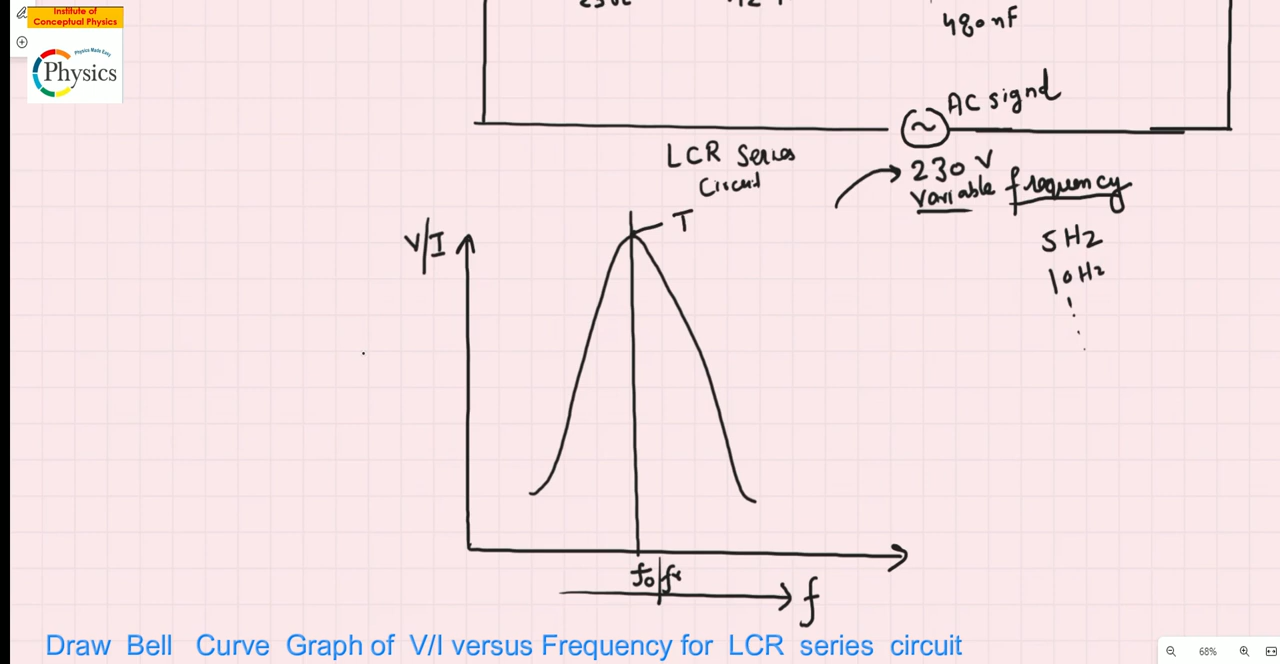 Institute of
Conceptual Physics
Physics Made Easy
Physics
480nF
AC signal
LCR Series
Circuit
230 V
Variable frequency
5Hz
10Hz
V/I
T
f0/fr
f
Draw Bell Curve Graph of V/I versus Frequency for LCR series circuit
68%